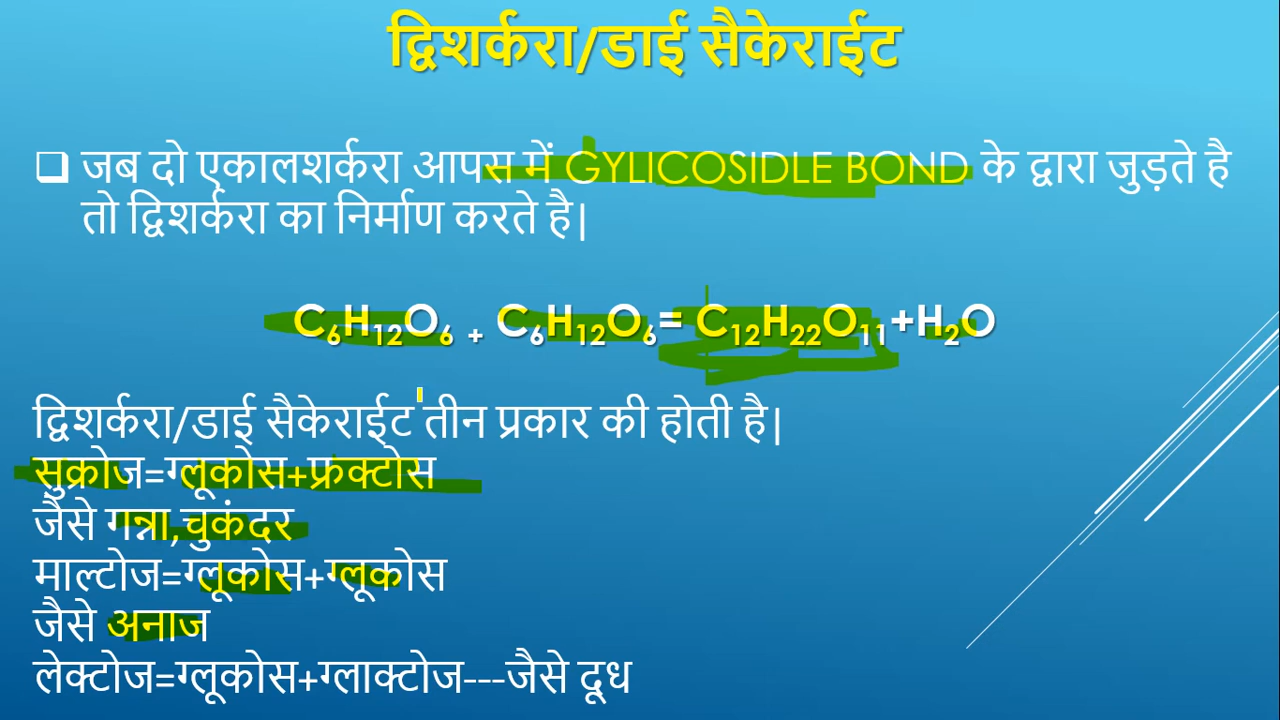 द्विशर्करा/डाई सैकेराईट
जब दो एकालशर्करा आपस में GYLICOSIDLE BOND के द्वारा जुड़ते है
तो द्विशर्करा का निर्माण करते है|
C₆H₁₂O₆ + C₆H₁₂O₆= C₁₂H₂₂O₁₁+H₂O
द्विशर्करा/डाई सैकेराईट तीन प्रकार की होती है|
सुक्रोज=ग्लूकोस+फ्रक्टोस
जैसे गन्ना,चुकंदर
माल्टोज=ग्लूकोस+ग्लूकोस
जैसे अनाज
लेक्टोज=ग्लूकोस+ग्लाक्टोज---जैसे दूध